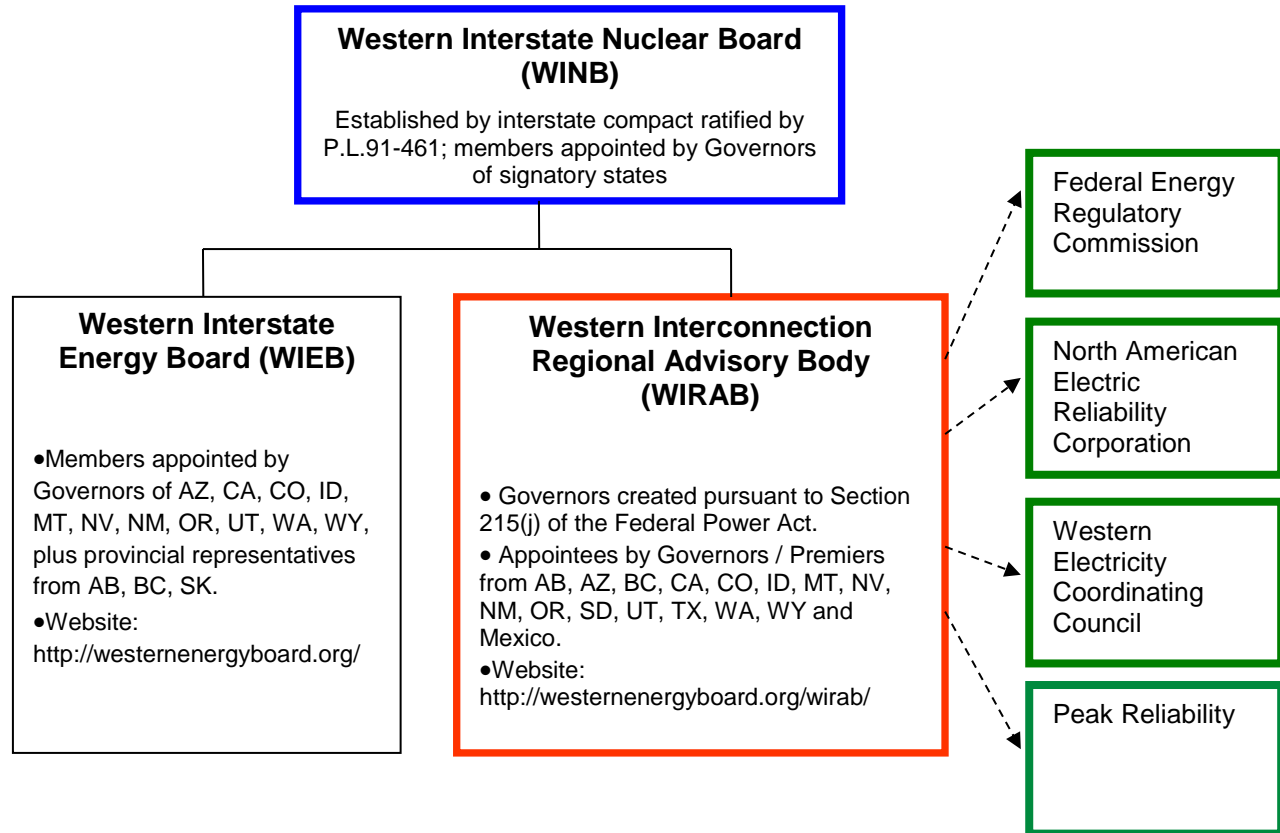 Western Interstate Nuclear Board
(WINB)
Established by interstate compact ratified by
P.L.91-461; members appointed by Governors
of signatory states
Western Interstate
Energy Board (WIEB)
•Members appointed by
Governors of AZ, CA, CO, ID,
MT, NV, NM, OR, UT, WA, WY,
plus provincial representatives
from AB, BC, SK.
•Website:
http://westernenergyboard.org/
Western Interconnection
Regional Advisory Body
(WIRAB)
• Governors created pursuant to Section
215(j) of the Federal Power Act.
• Appointees by Governors / Premiers
from AB, AZ, BC, CA, CO, ID, MT, NV,
NM, OR, SD, UT, TX, WA, WY and
Mexico.
•Website:
http://westernenergyboard.org/wirab/
Federal Energy
Regulatory
Commission
North American
Electric
Reliability
Corporation
Western
Electricity
Coordinating
Council
Peak Reliability